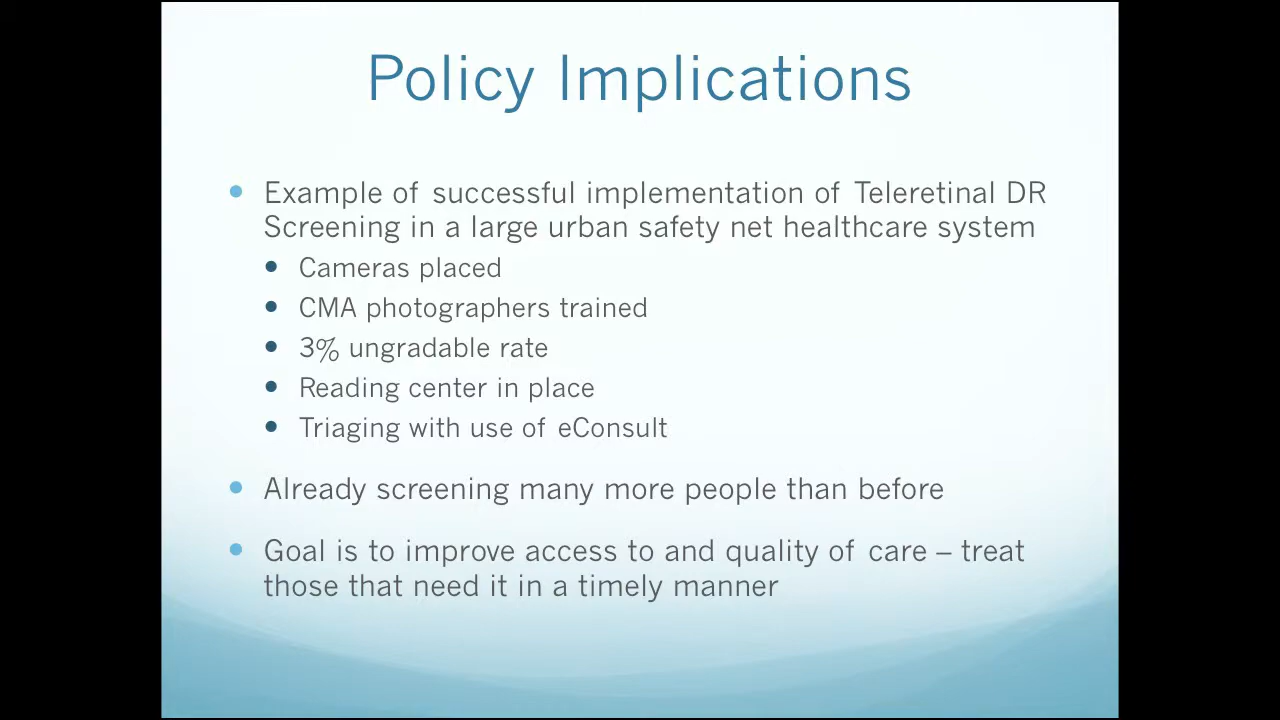 Policy Implications
• Example of successful implementation of Teleretinal DR
Screening in a large urban safety net healthcare system
• Cameras placed
• CMA photographers trained
• 3% ungradable rate
• Reading center in place
• Triaging with use of eConsult
• Already screening many more people than before
• Goal is to improve access to and quality of care – treat
those that need it in a timely manner